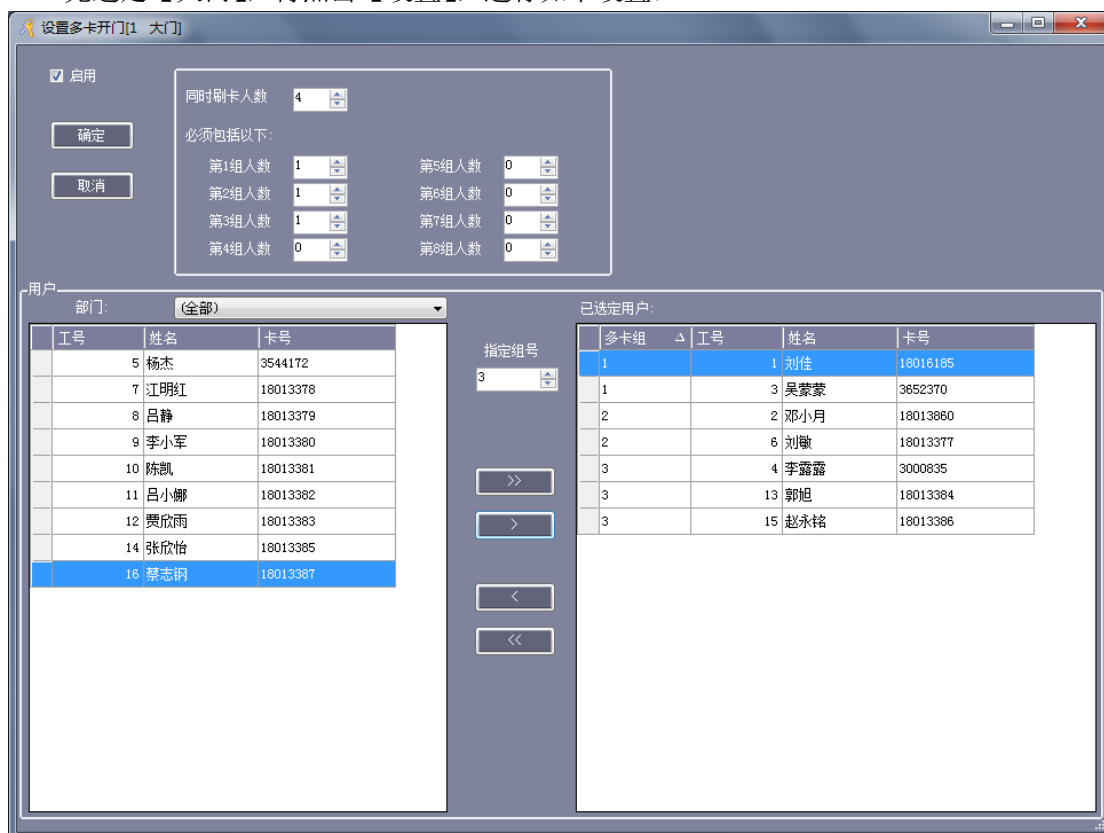 设置多卡开门[1 大门]
启用
同时刷卡人数 4
确定
必须包括以下:
第1组人数 1 第5组人数 0
取消
第2组人数 1 第6组人数 0
第3组人数 1 第7组人数 0
第4组人数 0 第8组人数 0
用户
部门: (全部)
已选定用户:
工号 姓名 卡号
5 杨杰 3544172
7 江明红 18013378
8 吕静 18013379
9 李小军 18013380
10 陈凯 18013381
11 吕小娜 18013382
12 贾欣雨 18013383
14 张欣怡 18013385
16 蔡志钢 18013387
指定组号
3
>>
>
<
<<
多卡组 工号 姓名 卡号
1 1 刘佳 18016185
1 3 吴蒙蒙 3652370
2 2 邓小月 18013860
2 6 刘敏 18013377
3 4 李露露 3000835
3 13 郭旭 18013384
3 15 赵永铭 18013386